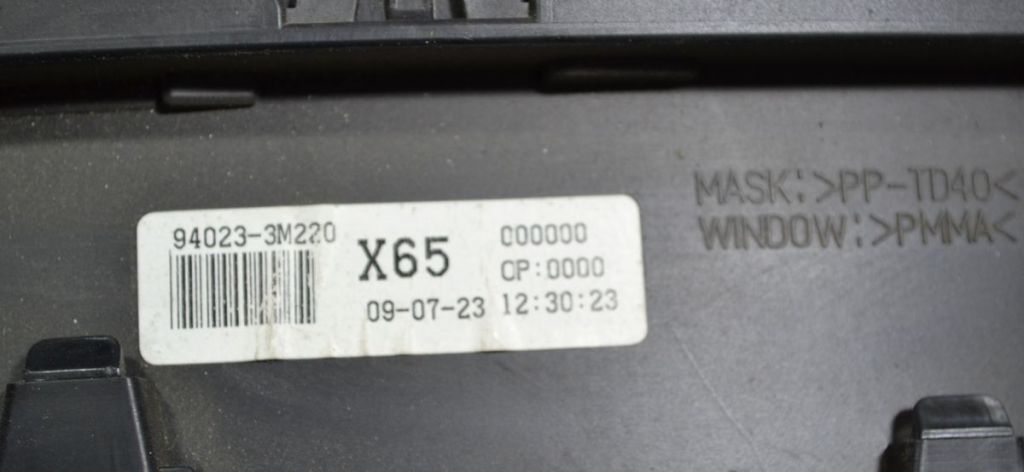 94023-3M220
X65
000000
CP:0000
09-07-23 12:30:23
MASK:>PP-TD40<
WINDOW:>PMMA<